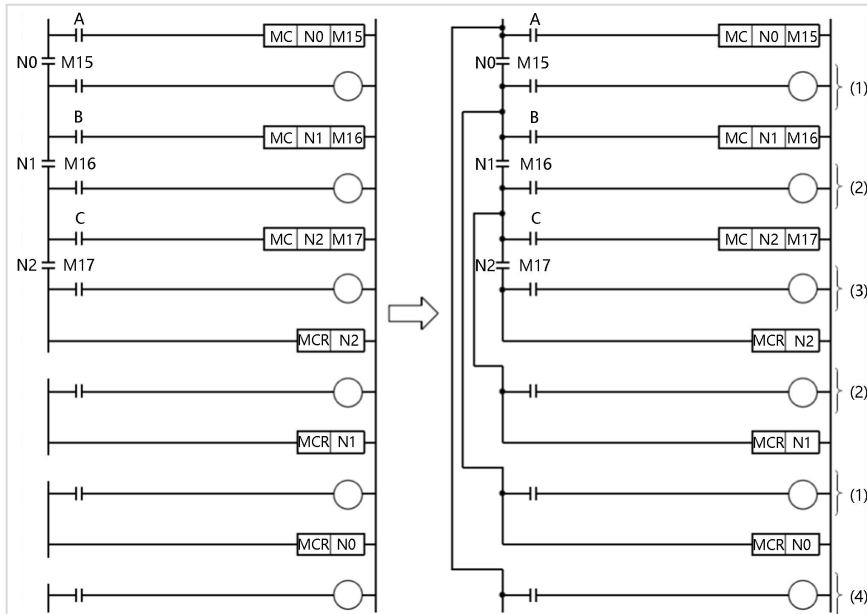 A
MC N0 M15
N0 M15
B
MC N1 M16
N1 M16
C
MC N2 M17
N2 M17
MCR N2
MCR N1
MCR N0
A
MC N0 M15
N0 M15
(1)
B
MC N1 M16
N1 M16
(2)
C
MC N2 M17
N2 M17
(3)
MCR N2
(2)
MCR N1
(1)
MCR N0
(4)